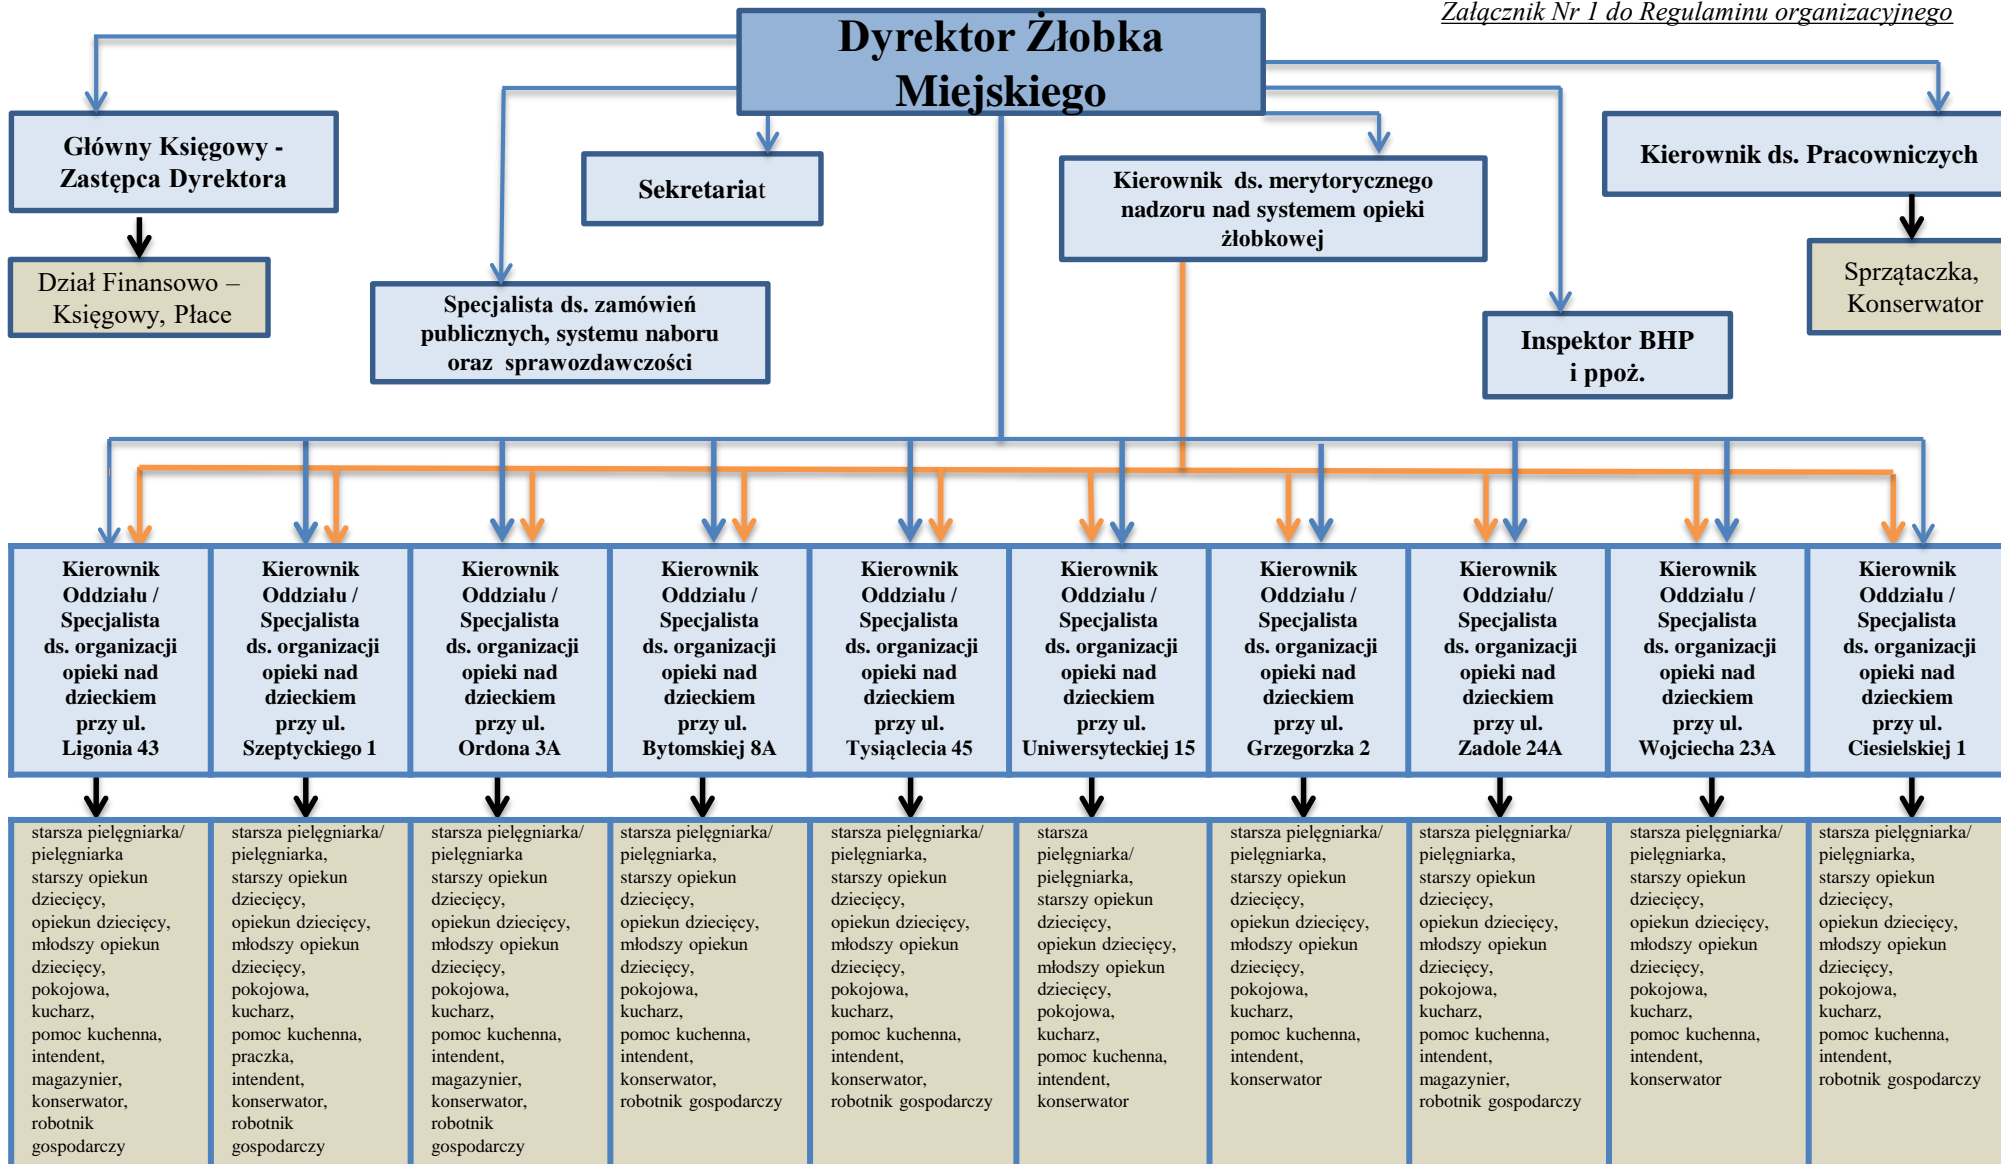 Załącznik Nr 1 do Regulaminu organizacyjnego
Dyrektor Żłobka
Miejskiego
Główny Księgowy -
Zastępca Dyrektora
Sekretariat
Kierownik ds. merytorycznego
nadzoru nad systemem opieki
żłobkowej
Kierownik ds. Pracowniczych
Dział Finansowo –
Księgowy, Płace
Specjalista ds. zamówień
publicznych, systemu naboru
oraz sprawozdawczości
Inspektor BHP
i ppoż.
Sprzątaczka,
Konserwator
Kierownik
Oddziału /
Specjalista
ds. organizacji
opieki nad
dzieckiem
przy ul.
Ligonia 43
Kierownik
Oddziału /
Specjalista
ds. organizacji
opieki nad
dzieckiem
przy ul.
Szeptyckiego 1
Kierownik
Oddziału /
Specjalista
ds. organizacji
opieki nad
dzieckiem
przy ul.
Ordona 3A
Kierownik
Oddziału /
Specjalista
ds. organizacji
opieki nad
dzieckiem
przy ul.
Bytomskiej 8A
Kierownik
Oddziału /
Specjalista
ds. organizacji
opieki nad
dzieckiem
przy ul.
Tysiąclecia 45
Kierownik
Oddziału /
Specjalista
ds. organizacji
opieki nad
dzieckiem
przy ul.
Uniwersyteckiej 15
Kierownik
Oddziału /
Specjalista
ds. organizacji
opieki nad
dzieckiem
przy ul.
Grzegorzka 2
Kierownik
Oddziału/
Specjalista
ds. organizacji
opieki nad
dzieckiem
przy ul.
Zadole 24A
Kierownik
Oddziału /
Specjalista
ds. organizacji
opieki nad
dzieckiem
przy ul.
Wojciecha 23A
Kierownik
Oddziału /
Specjalista
ds. organizacji
opieki nad
dzieckiem
przy ul.
Ciesielskiej 1
starsza pielęgniarka/
pielęgniarka
starszy opiekun
dziecięcy,
opiekun dziecięcy,
młodszy opiekun
dziecięcy,
pokojowa,
kucharz,
pomoc kuchenna,
intendent,
magazynier,
konserwator,
robotnik
gospodarczy
starsza pielęgniarka/
pielęgniarka,
starszy opiekun
dziecięcy,
opiekun dziecięcy,
młodszy opiekun
dziecięcy,
pokojowa,
kucharz,
pomoc kuchenna,
praczka,
intendent,
konserwator,
robotnik
gospodarczy
starsza pielęgniarka/
pielęgniarka
starszy opiekun
dziecięcy,
opiekun dziecięcy,
młodszy opiekun
dziecięcy,
pokojowa,
kucharz,
pomoc kuchenna,
intendent,
magazynier,
konserwator,
robotnik
gospodarczy
starsza pielęgniarka/
pielęgniarka,
starszy opiekun
dziecięcy,
opiekun dziecięcy,
młodszy opiekun
dziecięcy,
pokojowa,
kucharz,
pomoc kuchenna,
intendent,
konserwator,
robotnik gospodarczy
starsza pielęgniarka/
pielęgniarka,
starszy opiekun
dziecięcy,
opiekun dziecięcy,
młodszy opiekun
dziecięcy,
pokojowa,
kucharz,
pomoc kuchenna,
intendent,
konserwator,
robotnik gospodarczy
starsza
pielęgniarka/
pielęgniarka,
starszy opiekun
dziecięcy,
opiekun dziecięcy,
młodszy opiekun
dziecięcy,
pokojowa,
kucharz,
pomoc kuchenna,
intendent,
konserwator
starsza pielęgniarka/
pielęgniarka,
starszy opiekun
dziecięcy,
opiekun dziecięcy,
młodszy opiekun
dziecięcy,
pokojowa,
kucharz,
pomoc kuchenna,
intendent,
konserwator
starsza pielęgniarka/
pielęgniarka,
starszy opiekun
dziecięcy,
opiekun dziecięcy,
młodszy opiekun
dziecięcy,
pokojowa,
kucharz,
pomoc kuchenna,
intendent,
magazynier,
robotnik gospodarczy
starsza pielęgniarka/
pielęgniarka,
starszy opiekun
dziecięcy,
opiekun dziecięcy,
młodszy opiekun
dziecięcy,
pokojowa,
kucharz,
pomoc kuchenna,
intendent,
konserwator
starsza pielęgniarka/
pielęgniarka,
starszy opiekun
dziecięcy,
opiekun dziecięcy,
młodszy opiekun
dziecięcy,
pokojowa,
kucharz,
pomoc kuchenna,
intendent,
robotnik gospodarczy